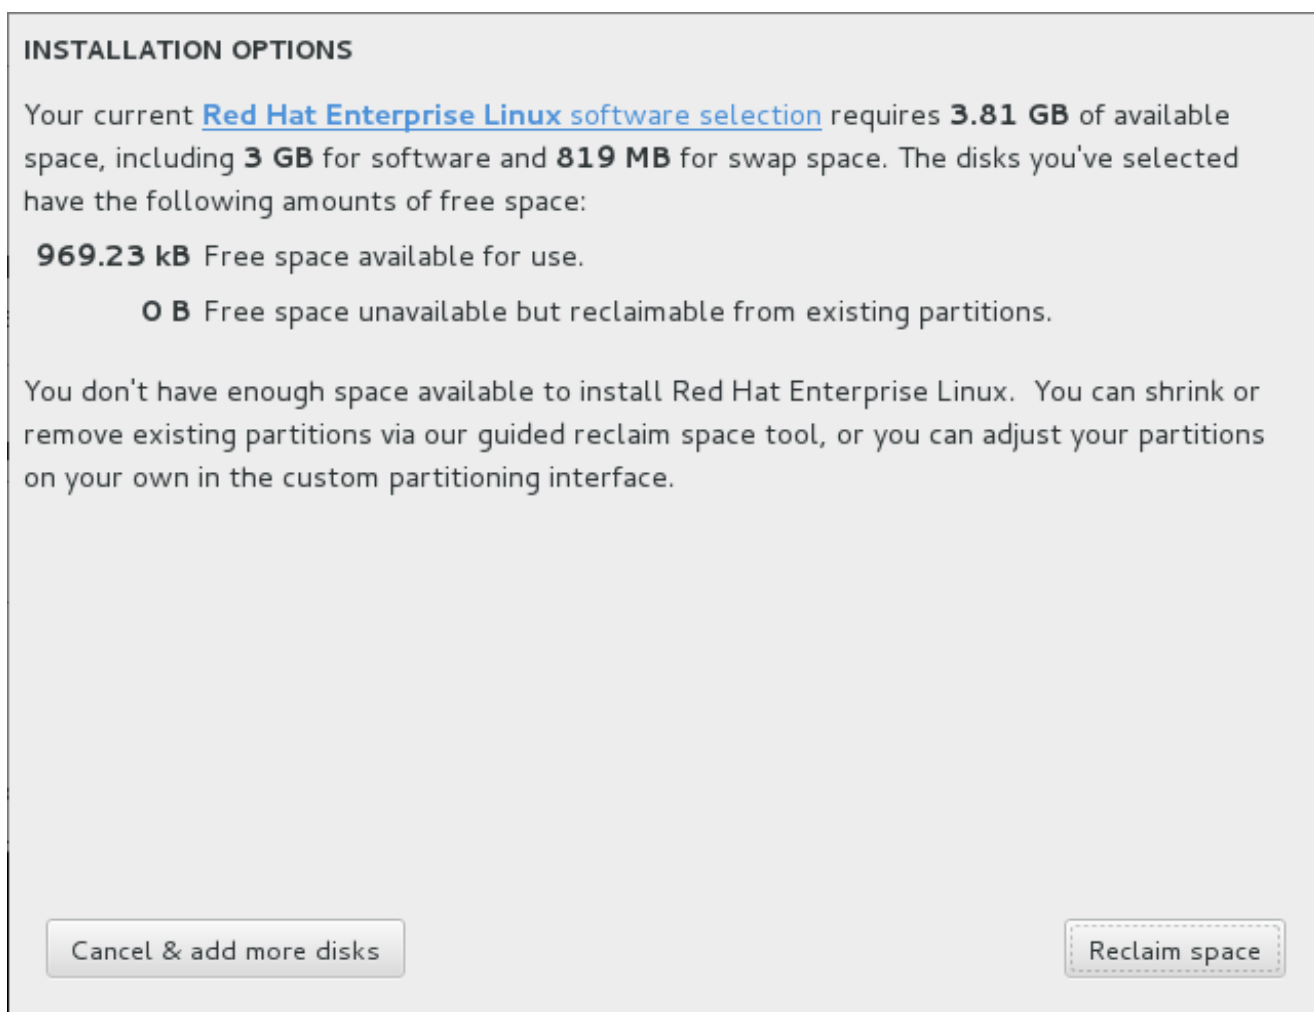 INSTALLATION OPTIONS
Your current Red Hat Enterprise Linux software selection requires 3.81 GB of available
space, including 3 GB for software and 819 MB for swap space. The disks you've selected
have the following amounts of free space:
969.23 kB Free space available for use.
0 B Free space unavailable but reclaimable from existing partitions.
You don't have enough space available to install Red Hat Enterprise Linux.  You can shrink or
remove existing partitions via our guided reclaim space tool, or you can adjust your partitions
on your own in the custom partitioning interface.
Cancel & add more disks
Reclaim space